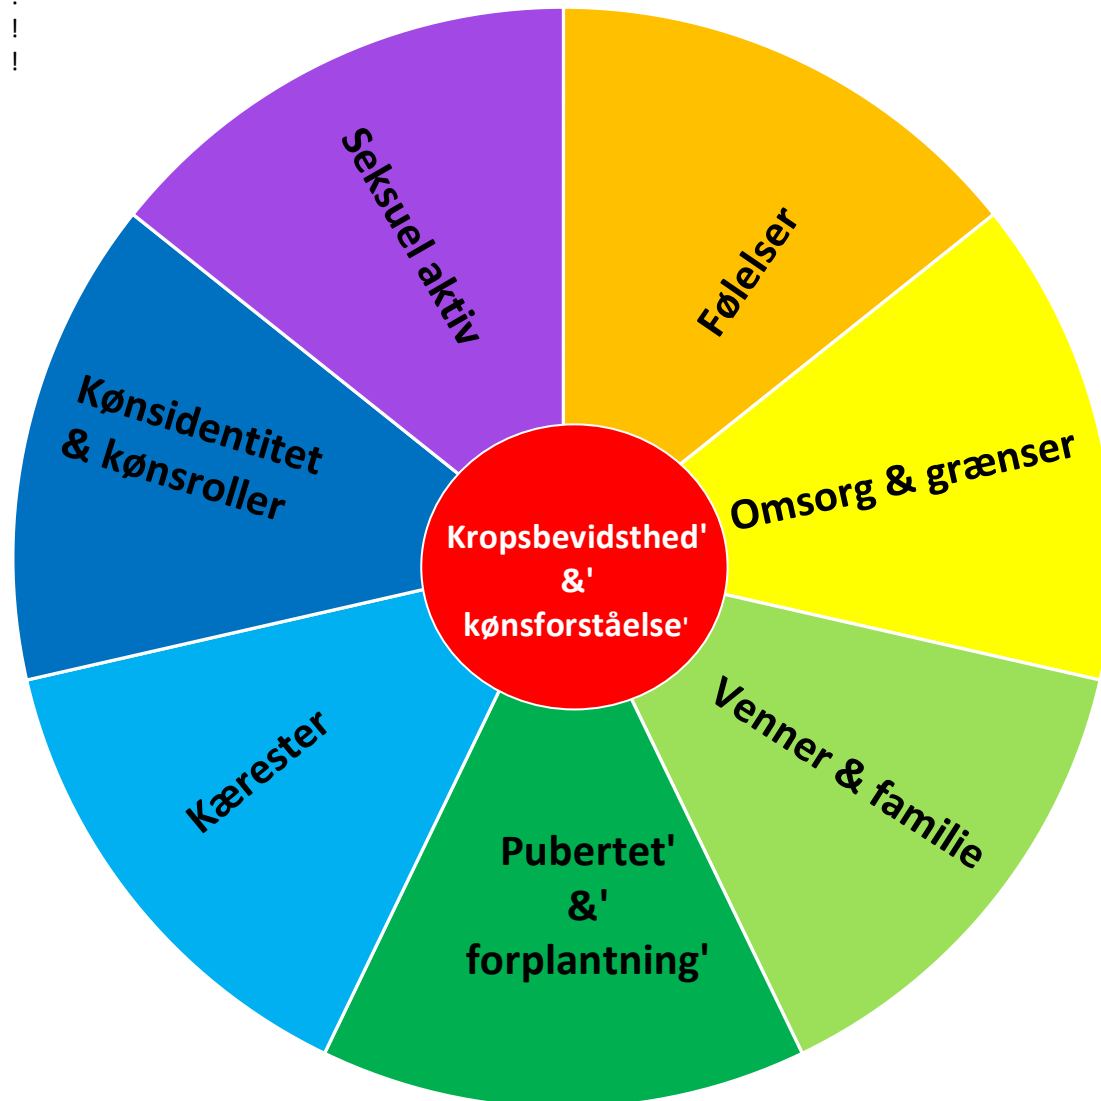 !
!
!
Seksuel aktiv
Følelser
Omsorg & grænser
Venner & familie
Pubertet'
&'
forplantning'
Kærester
Kønsidentitet
& kønsroller
Kropsbevidsthed'
&'
kønsforståelse'